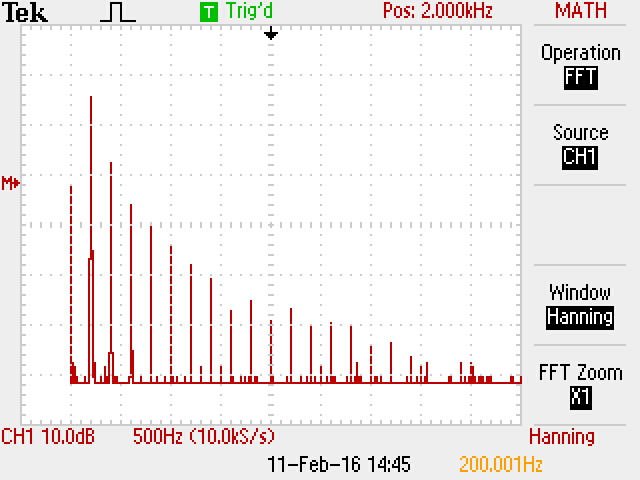 Tek T Trig'd Pos: 2.000kHz MATH
Operation
FFT
Source
CH1
M
Window
Hanning
FFT Zoom
X1
CH1 10.0dB 500Hz (10.0kS/s) Hanning
11-Feb-16 14:45 200.001Hz